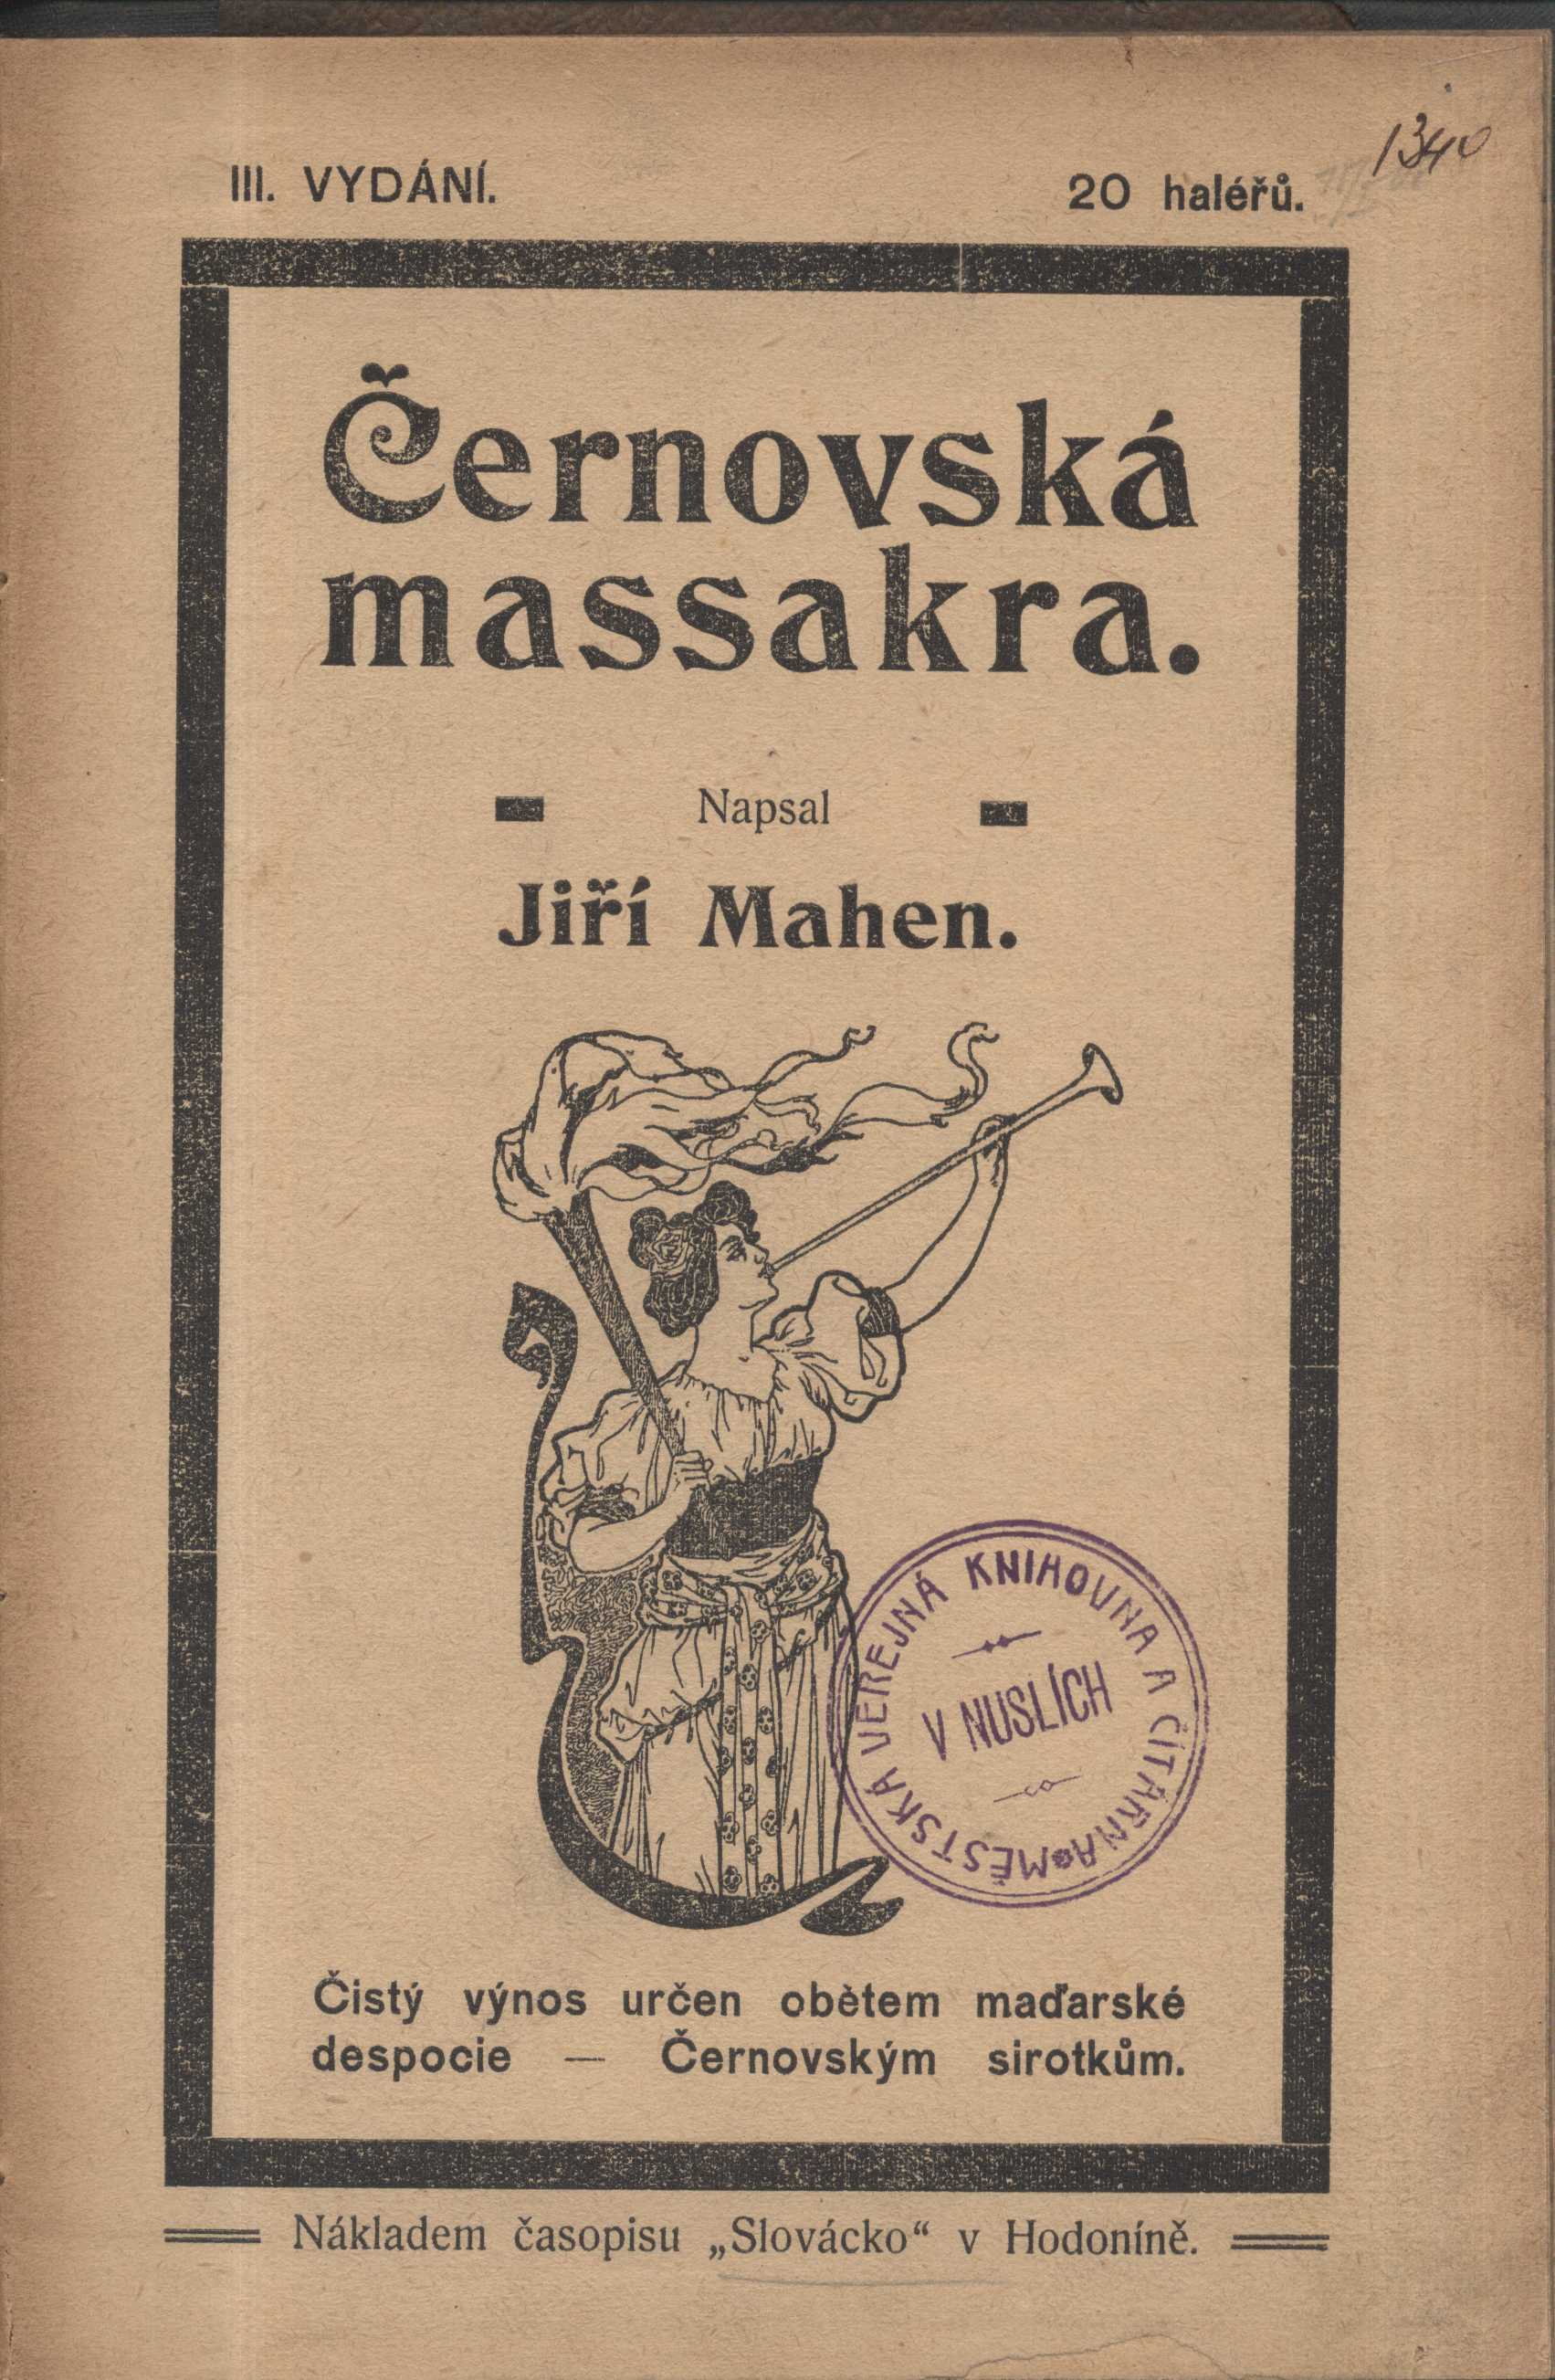 1340
III. VYDÁNÍ. 20 haléřů.
Černovská
massakra.
Napsal
Jiří Mahen.
MĚSTSKÁ VEŘEJNÁ KNIHOVNA A ČÍTÁRNA
V NUSLÍCH
Čistý výnos určen obětem maďarské
despocie — Černovským sirotkům.
Nákladem časopisu „Slovácko“ v Hodoníně.